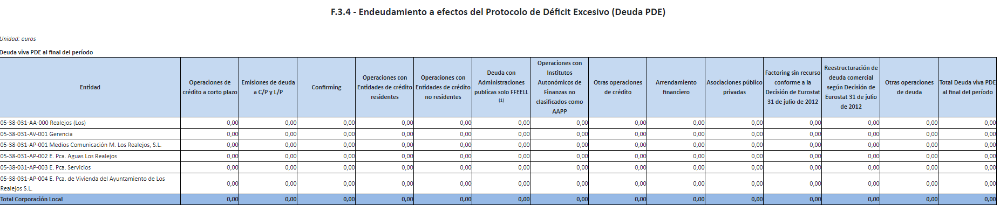 F.3.4 - Endeudamiento a efectos del Protocolo de Déficit Excesivo (Deuda PDE)
Unidad: euros
Deuda viva PDE al final del período
Entidad
Operaciones de
crédito a corto plazo
Emisiones de deuda
a C/P y L/P
Confirming
Operaciones con
Entidades de crédito
residentes
Operaciones con
Entidades de crédito
no residentes
Deuda con
Administraciones
publicas solo FFEELL
(1)
Operaciones con
Institutos
Autonómicos de
Finanzas no
clasificados como
AAPP
Otras operaciones
de crédito
Arrendamiento
financiero
Asociaciones público
privadas
Factoring sin recurso
conforme a la
Decisión de Eurostat
31 de julio de 2012
Reestructuración de
deuda comercial
según Decisión de
Eurostat 31 de julio
de 2012
Otras operaciones
de deuda
Total Deuda viva PDE
al final del período
05-38-031-AA-000 Realejos (Los) 0,00 0,00 0,00 0,00 0,00 0,00 0,00 0,00 0,00 0,00 0,00 0,00 0,00 0,00
05-38-031-AV-001 Gerencia 0,00 0,00 0,00 0,00 0,00 0,00 0,00 0,00 0,00 0,00 0,00 0,00 0,00 0,00
05-38-031-AP-001 Medios Comunicación M. Los Realejos, S.L. 0,00 0,00 0,00 0,00 0,00 0,00 0,00 0,00 0,00 0,00 0,00 0,00 0,00 0,00
05-38-031-AP-002 E. Pca. Aguas Los Realejos 0,00 0,00 0,00 0,00 0,00 0,00 0,00 0,00 0,00 0,00 0,00 0,00 0,00 0,00
05-38-031-AP-003 E. Pca. Servicios 0,00 0,00 0,00 0,00 0,00 0,00 0,00 0,00 0,00 0,00 0,00 0,00 0,00 0,00
05-38-031-AP-004 E. Pca. de Vivienda del Ayuntamiento de Los
Realejos S.L. 0,00 0,00 0,00 0,00 0,00 0,00 0,00 0,00 0,00 0,00 0,00 0,00 0,00 0,00
Total Corporación Local 0,00 0,00 0,00 0,00 0,00 0,00 0,00 0,00 0,00 0,00 0,00 0,00 0,00 0,00